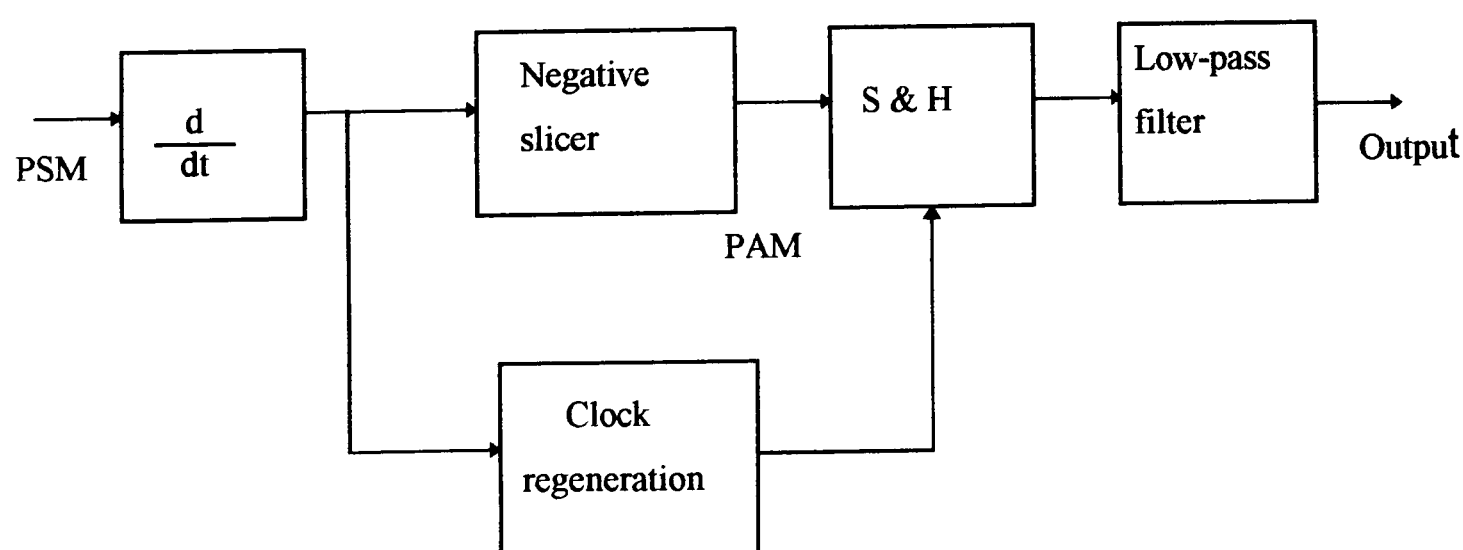 PSM
d
dt
Negative
slicer
PAM
S & H
Low-pass
filter
Output
Clock
regeneration